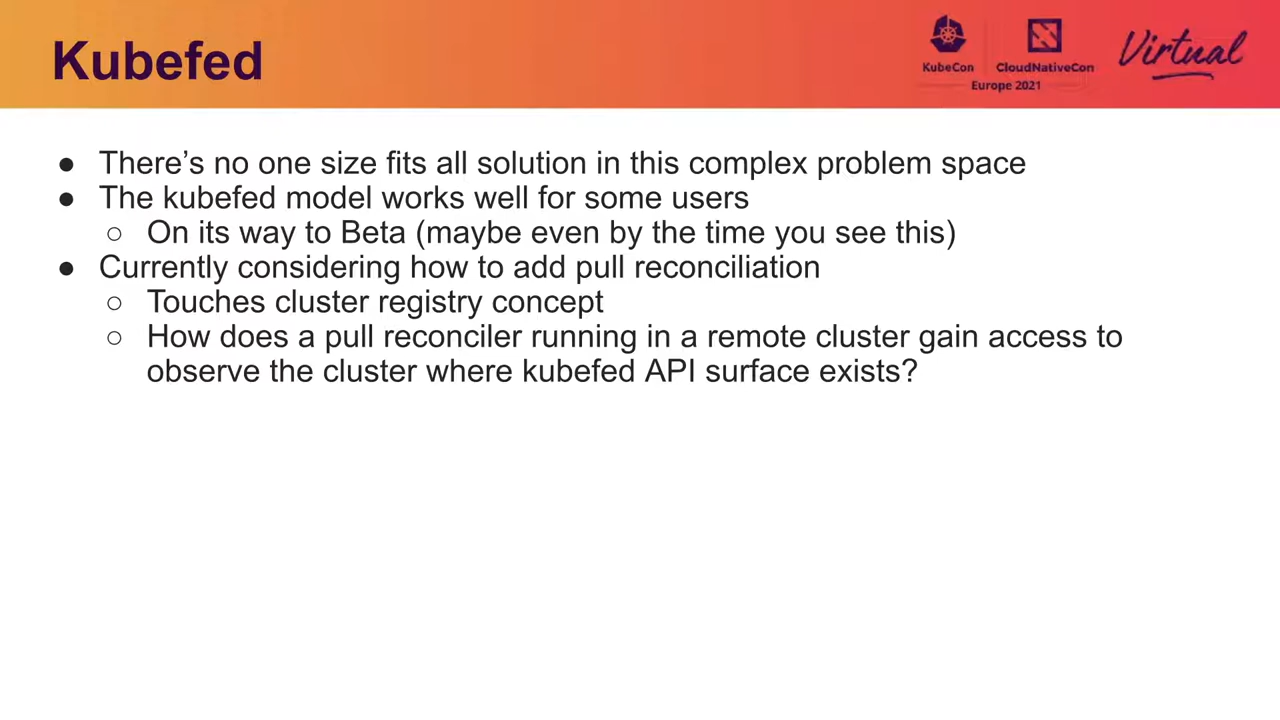 Kubefed
KubeCon
CloudNativeCon
Europe 2021
Virtual
● There’s no one size fits all solution in this complex problem space
● The kubefed model works well for some users
○ On its way to Beta (maybe even by the time you see this)
● Currently considering how to add pull reconciliation
○ Touches cluster registry concept
○ How does a pull reconciler running in a remote cluster gain access to
observe the cluster where kubefed API surface exists?